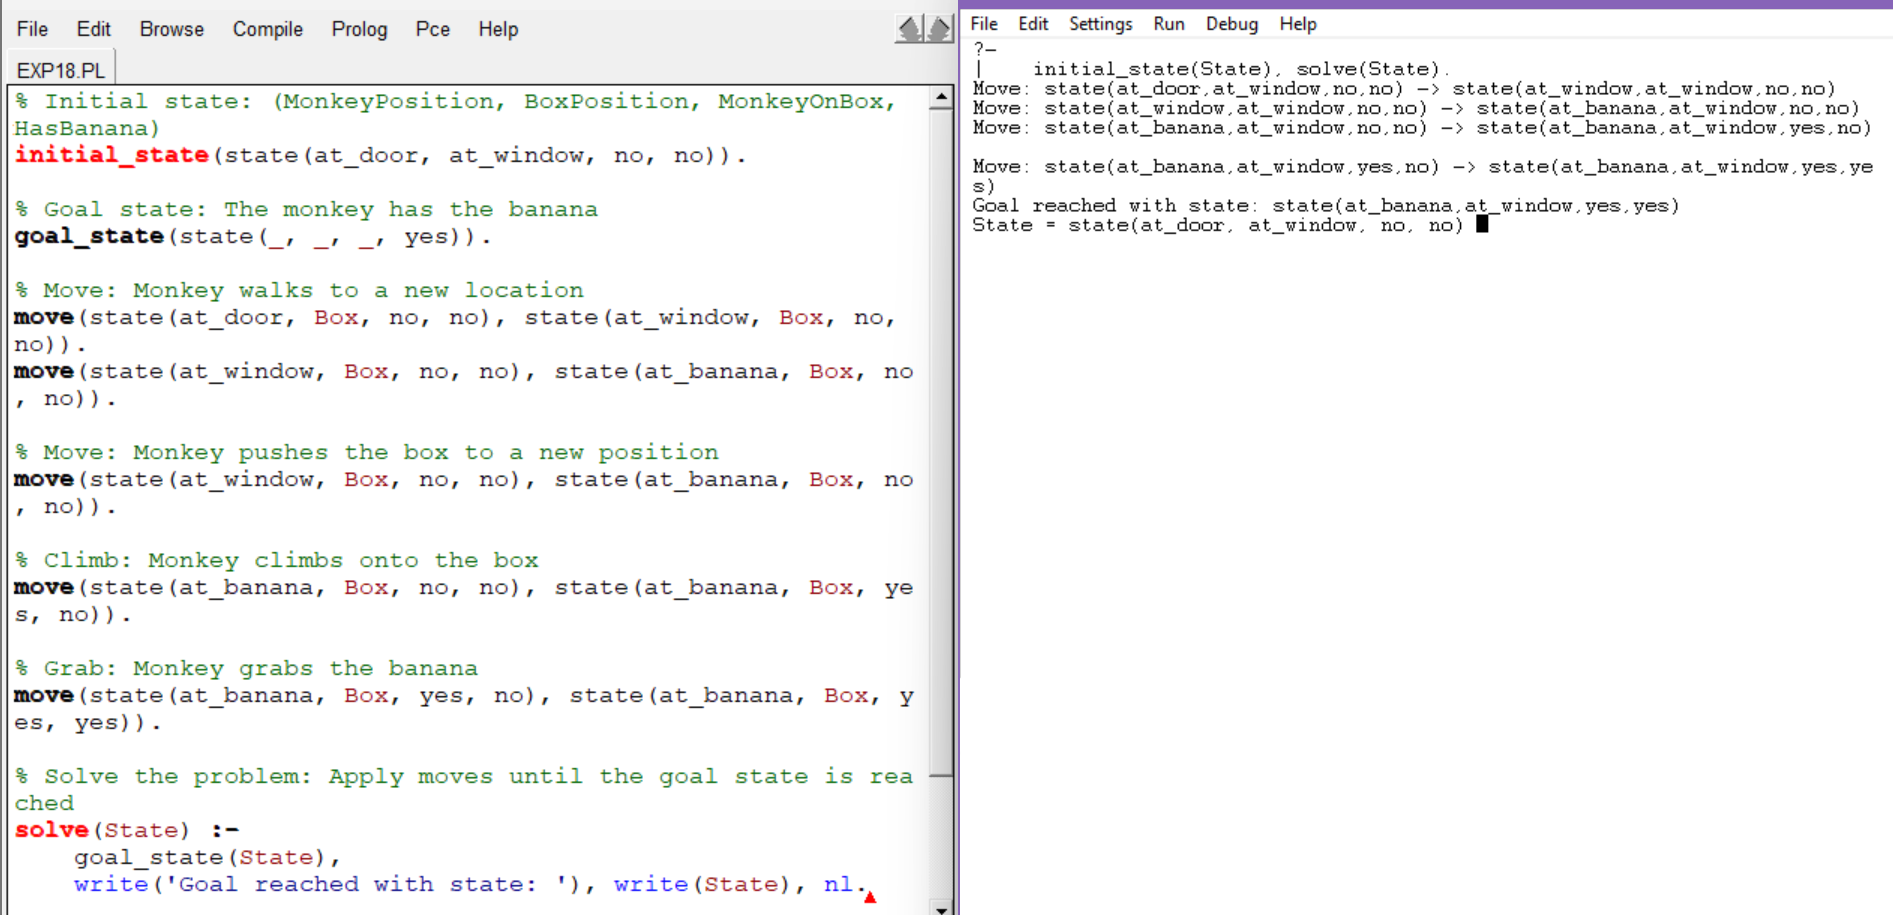 File Edit Browse Compile Prolog Pce Help
EXP18.PL
% Initial state: (MonkeyPosition, BoxPosition, MonkeyOnBox,
HasBanana)
initial_state(state(at_door, at_window, no, no)).
% Goal state: The monkey has the banana
goal_state(state(_, _, _, yes)).
% Move: Monkey walks to a new location
move(state(at_door, Box, no, no), state(at_window, Box, no,
no)).
move(state(at_window, Box, no, no), state(at_banana, Box, no
, no)).
% Move: Monkey pushes the box to a new position
move(state(at_window, Box, no, no), state(at_banana, Box, no
, no)).
% Climb: Monkey climbs onto the box
move(state(at_banana, Box, no, no), state(at_banana, Box, ye
s, no)).
% Grab: Monkey grabs the banana
move(state(at_banana, Box, yes, no), state(at_banana, Box, y
es, yes)).
% Solve the problem: Apply moves until the goal state is rea
ched
solve(State) :-
goal_state(State),
write('Goal reached with state: '), write(State), nl.
File Edit Settings Run Debug Help
?-
| initial_state(State), solve(State).
Move: state(at_door,at_window,no,no) -> state(at_window,at_window,no,no)
Move: state(at_window,at_window,no,no) -> state(at_banana,at_window,no,no)
Move: state(at_banana,at_window,no,no) -> state(at_banana,at_window,yes,no)
Move: state(at_banana,at_window,yes,no) -> state(at_banana,at_window,yes,ye
s)
Goal reached with state: state(at_banana,at_window,yes,yes)
State = state(at_door, at_window, no, no)